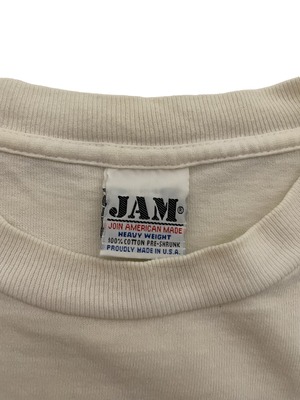 JAM®
JOIN AMERICAN MADE
HEAVY WEIGHT
100% COTTON PRE-SHRUNK
PROUDLY MADE IN U.S.A.